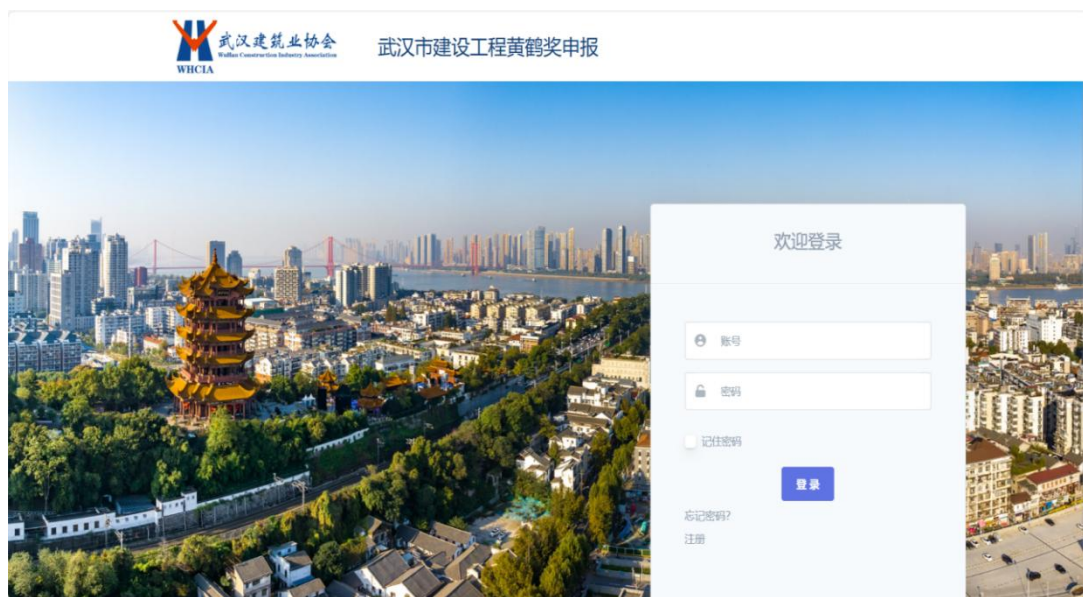 武汉建筑业协会
Wuhan Construction Industry Association
WHCIA
武汉市建设工程黄鹤奖申报
欢迎登录
账号
密码
记住密码
登录
忘记密码?
注册